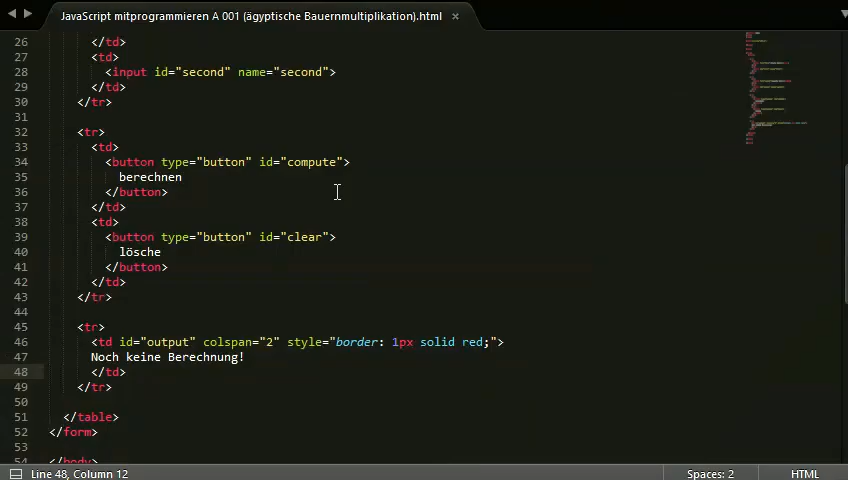 JavaScript mitprogrammieren A 001 (ägyptische Bauernmultiplikation).html ×
26 </td>
27 <td>
28 <input id="second" name="second">
29 </td>
30 </tr>
31
32 <tr>
33 <td>
34 <button type="button" id="compute">
35 berechnen
36 </button>
37 </td>
38 <td>
39 <button type="button" id="clear">
40 lösche
41 </button>
42 </td>
43 </tr>
44
45 <tr>
46 <td id="output" colspan="2" style="border: 1px solid red;">
47 Noch keine Berechnung!
48 </td>
49 </tr>
50
51 </table>
52 </form>
53
54 </body>
Line 48, Column 12
Spaces: 2
HTML